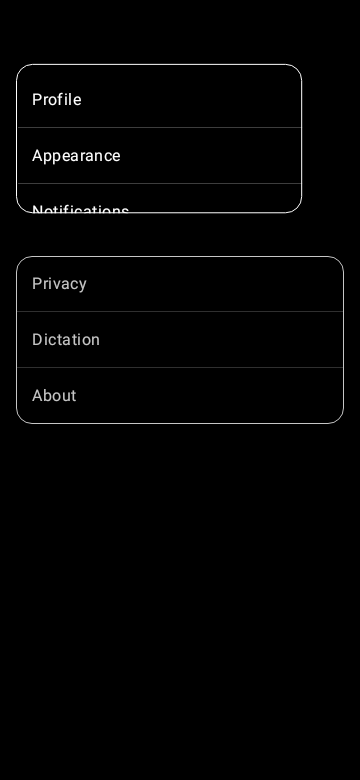 Profile
Appearance
Notifications
Privacy
Dictation
About